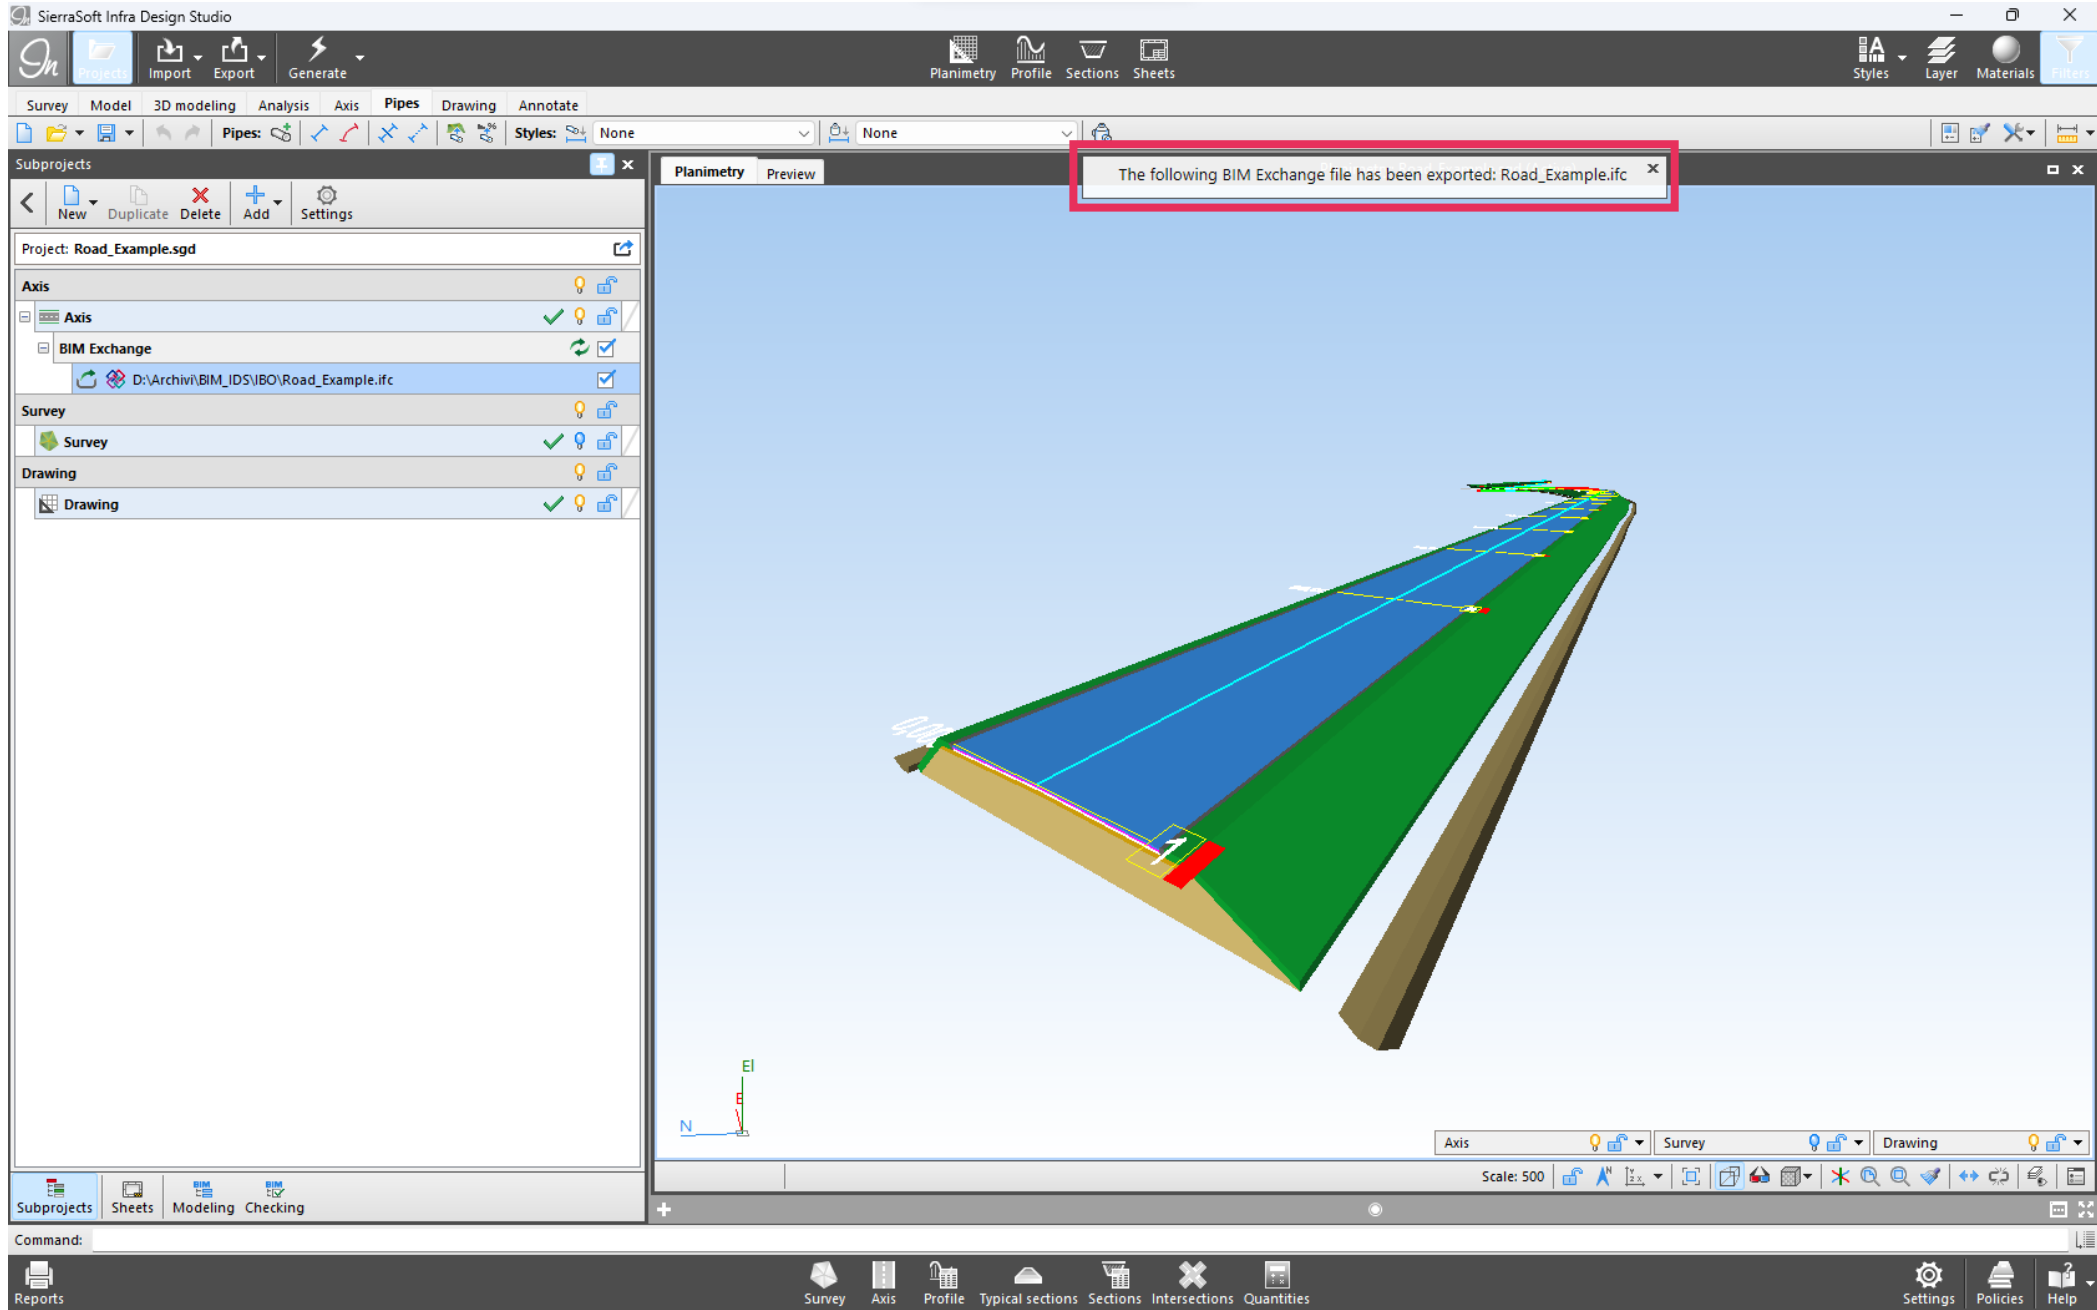 SierraSoft Infra Design Studio
Projects Import Export Generate
Planimetry Profile Sections Sheets
Styles Layer Materials Filters
Survey Model 3D modeling Analysis Axis Pipes Drawing Annotate
Pipes: Styles: None None
Subprojects
New Duplicate Delete Add Settings
Project: Road_Example.sgd
Axis
Axis
BIM Exchange
D:\Archivi\BIM_IDS\IBO\Road_Example.ifc
Survey
Survey
Drawing
Drawing
Planimetry Preview
The following BIM Exchange file has been exported: Road_Example.ifc
1
El
E
N
Axis Survey Drawing
Scale: 500
Subprojects Sheets Modeling Checking
Command:
Reports
Survey Axis Profile Typical sections Sections Intersections Quantities
Settings Policies Help